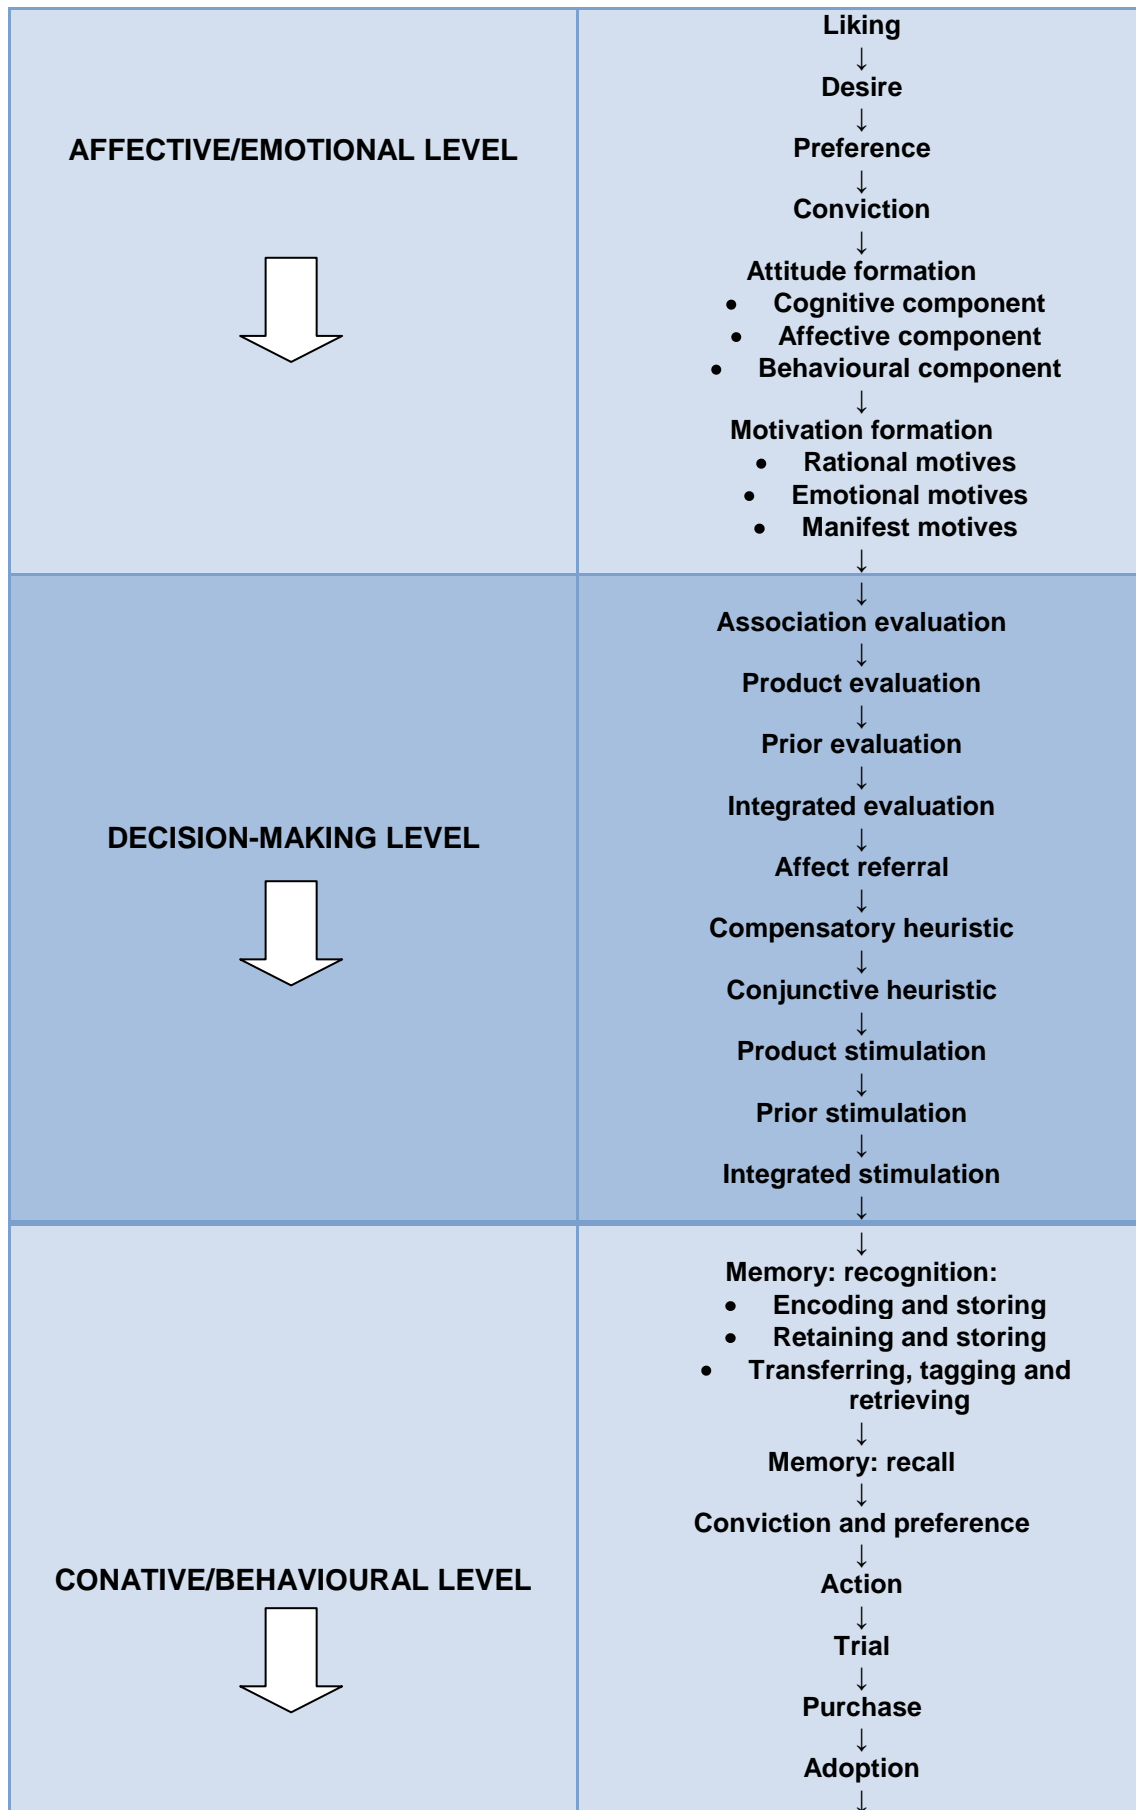 Liking
↓
Desire
↓
AFFECTIVE/EMOTIONAL LEVEL
Preference
↓
Conviction
↓
Attitude formation
• Cognitive component
• Affective component
• Behavioural component
↓
Motivation formation
• Rational motives
• Emotional motives
• Manifest motives
↓
↓
Association evaluation
↓
Product evaluation
↓
Prior evaluation
↓
Integrated evaluation
↓
DECISION-MAKING LEVEL
Affect referral
↓
Compensatory heuristic
↓
Conjunctive heuristic
↓
Product stimulation
↓
Prior stimulation
↓
Integrated stimulation
↓
↓
Memory: recognition:
• Encoding and storing
• Retaining and storing
• Transferring, tagging and
retrieving
↓
Memory: recall
↓
Conviction and preference
↓
CONATIVE/BEHAVIOURAL LEVEL
Action
↓
Trial
↓
Purchase
↓
Adoption
↓